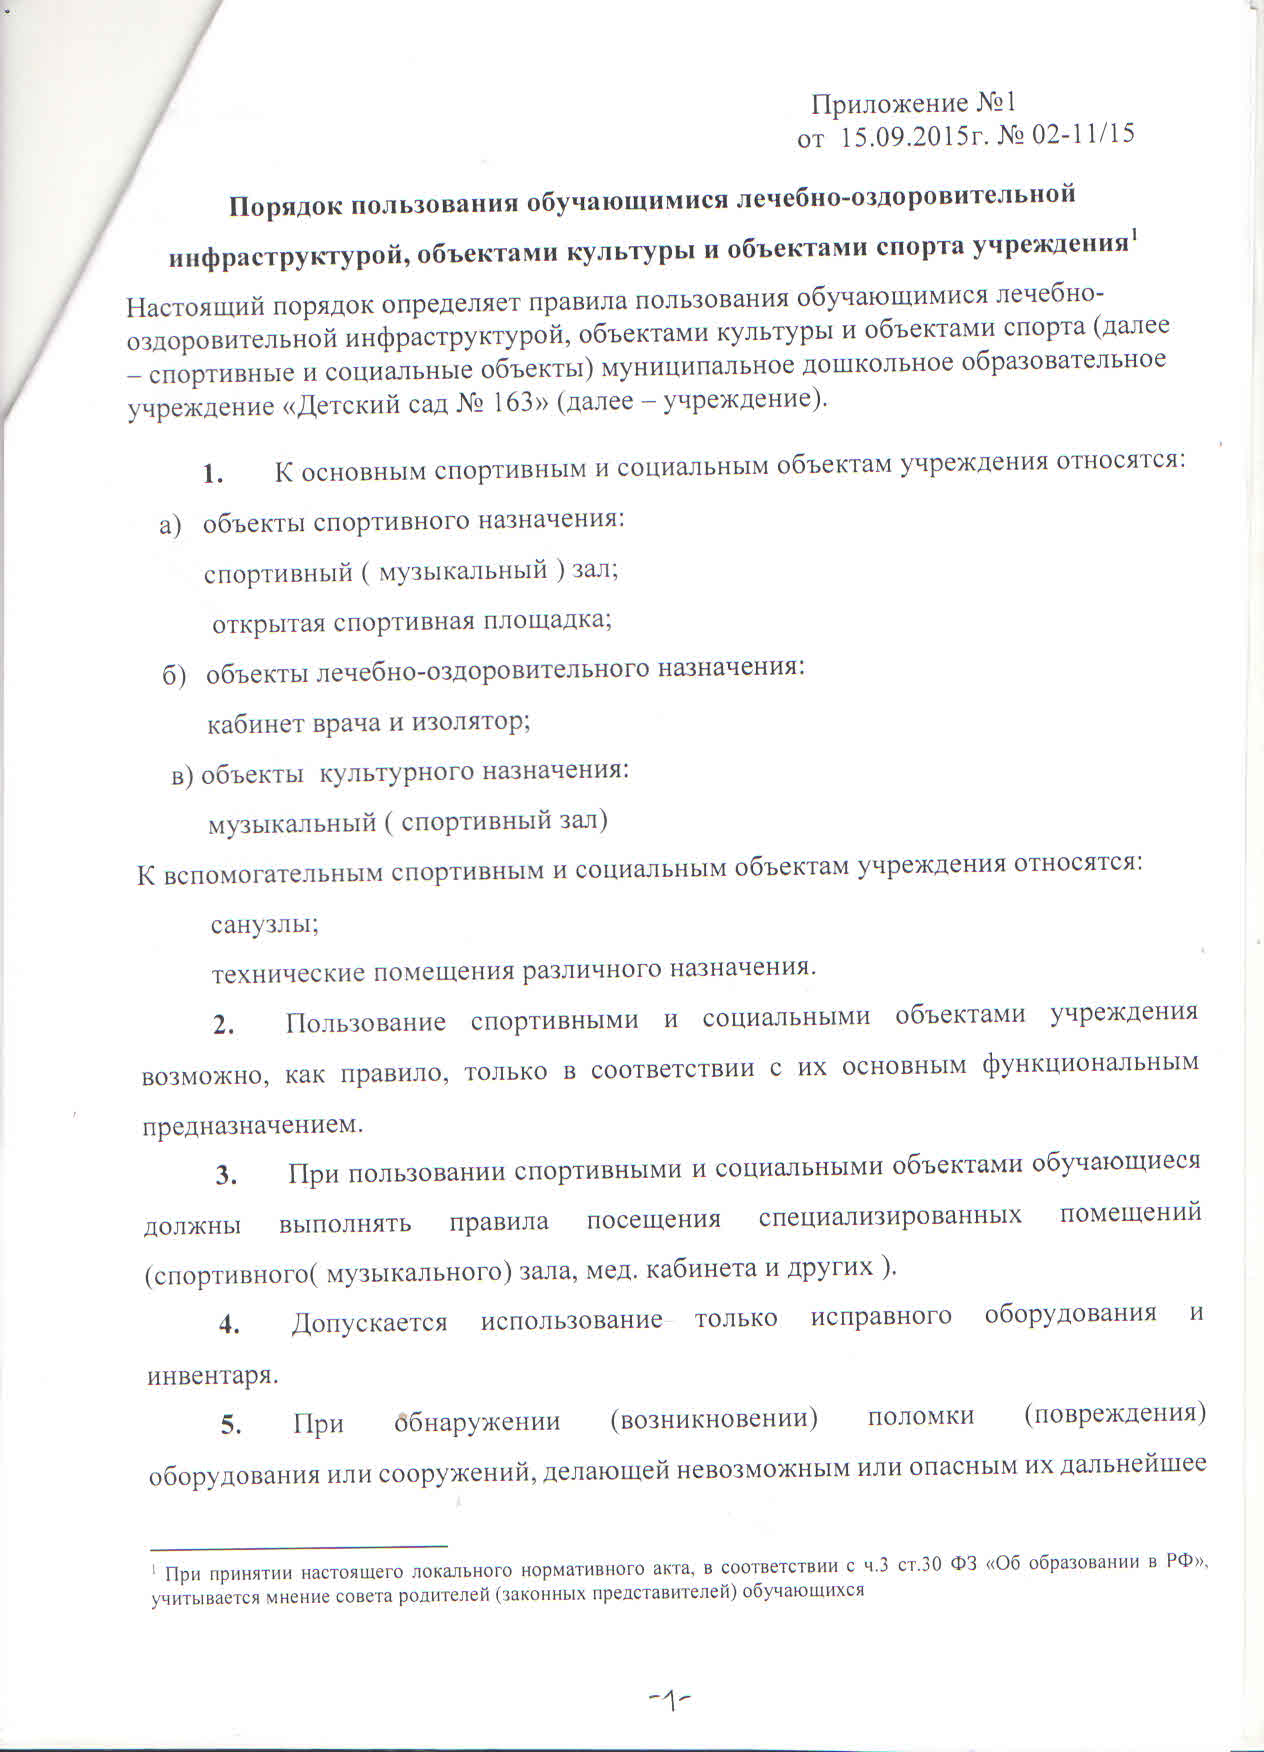 Приложение №1
от 15.09.2015г. № 02-11/15
Порядок пользования обучающимися лечебно-оздоровительной
инфраструктурой, объектами культуры и объектами спорта учреждения1
Настоящий порядок определяет правила пользования обучающимися лечебно-
оздоровительной инфраструктурой, объектами культуры и объектами спорта (далее
– спортивные и социальные объекты) муниципальное дошкольное образовательное
учреждение «Детский сад № 163» (далее – учреждение).
1. К основным спортивным и социальным объектам учреждения относятся:
а) объекты спортивного назначения:
спортивный ( музыкальный ) зал;
открытая спортивная площадка;
б) объекты лечебно-оздоровительного назначения:
кабинет врача и изолятор;
в) объекты культурного назначения:
музыкальный ( спортивный зал)
К вспомогательным спортивным и социальным объектам учреждения относятся:
санузлы;
технические помещения различного назначения.
2. Пользование спортивными и социальными объектами учреждения
возможно, как правило, только в соответствии с их основным функциональным
предназначением.
3. При пользовании спортивными и социальными объектами обучающиеся
должны выполнять правила посещения специализированных помещений
(спортивного( музыкального) зала, мед. кабинета и других ).
4. Допускается использование только исправного оборудования и
инвентаря.
5. При обнаружении (возникновении) поломки (повреждения)
оборудования или сооружений, делающей невозможным или опасным их дальнейшее
1 При принятии настоящего локального нормативного акта, в соответствии с ч.3 ст.30 ФЗ «Об образовании в РФ»,
учитывается мнение совета родителей (законных представителей) обучающихся
-1-